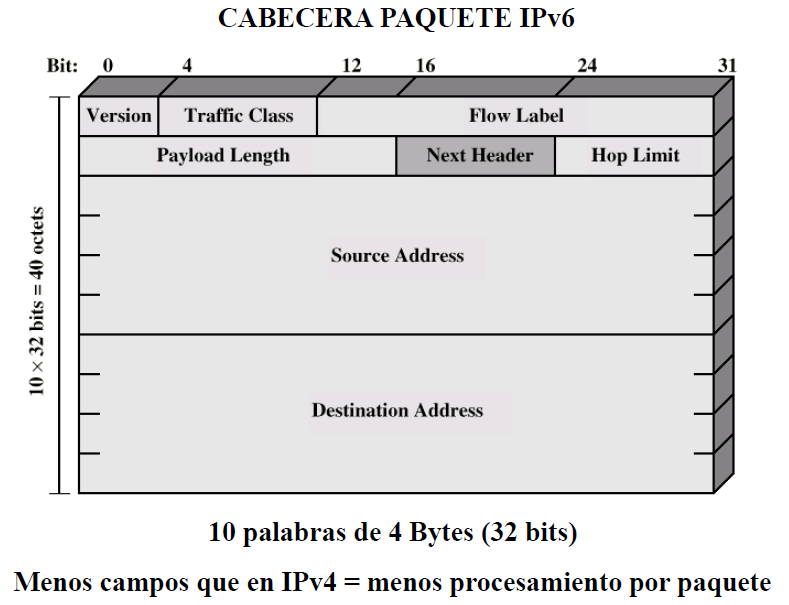 CABECERA PAQUETE IPv6
Bit: 0 4 12 16 24 31
Version Traffic Class Flow Label
Payload Length Next Header Hop Limit
Source Address
10 × 32 bits = 40 octets
Destination Address
10 palabras de 4 Bytes (32 bits)
Menos campos que en IPv4 = menos procesamiento por paquete